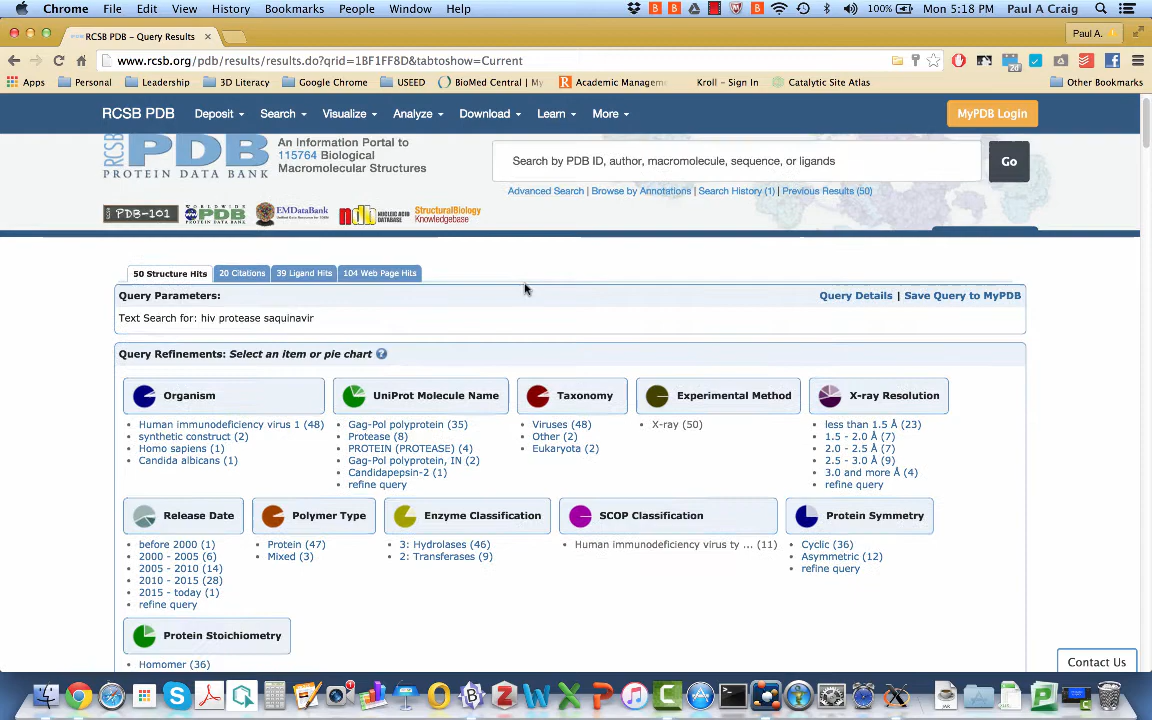 Chrome File Edit View History Bookmarks People Window Help 100% Mon 5:18 PM Paul A Craig
RCSB PDB - Query Results Paul A.
www.rcsb.org/pdb/results/results.do?qrid=1BF1FF8D&tabtoshow=Current
Apps Personal Leadership 3D Literacy Google Chrome USEED BioMed Central | My Academic Manageme Kroll - Sign In Catalytic Site Atlas Other Bookmarks
RCSB PDB Deposit Search Visualize Analyze Download Learn More MyPDB Login
RCSB PDB
PROTEIN DATA BANK
An Information Portal to
115764 Biological
Macromolecular Structures
Search by PDB ID, author, macromolecule, sequence, or ligands Go
Advanced Search | Browse by Annotations | Search History (1) | Previous Results (50)
PDB-101 PDB EMDataBank NUCLEIC ACID DATABASE StructuralBiology Knowledgebase
50 Structure Hits 20 Citations 39 Ligand Hits 104 Web Page Hits
Query Parameters: Query Details | Save Query to MyPDB
Text Search for: hiv protease saquinavir
Query Refinements: Select an item or pie chart ?
Organism
Human immunodeficiency virus 1 (48)
synthetic construct (2)
Homo sapiens (1)
Candida albicans (1)
UniProt Molecule Name
Gag-Pol polyprotein (35)
Protease (8)
PROTEIN (PROTEASE) (4)
Gag-Pol polyprotein, IN (2)
Candidapepsin-2 (1)
refine query
Taxonomy
Viruses (48)
Other (2)
Eukaryota (2)
Experimental Method
X-ray (50)
X-ray Resolution
less than 1.5 Å (23)
1.5 - 2.0 Å (7)
2.0 - 2.5 Å (7)
2.5 - 3.0 Å (9)
3.0 and more Å (4)
refine query
Release Date
before 2000 (1)
2000 - 2005 (6)
2005 - 2010 (14)
2010 - 2015 (28)
2015 - today (1)
refine query
Polymer Type
Protein (47)
Mixed (3)
Enzyme Classification
3: Hydrolases (46)
2: Transferases (9)
SCOP Classification
Human immunodeficiency virus ty ... (11)
Protein Symmetry
Cyclic (36)
Asymmetric (12)
refine query
Protein Stoichiometry
Homomer (36)
Contact Us